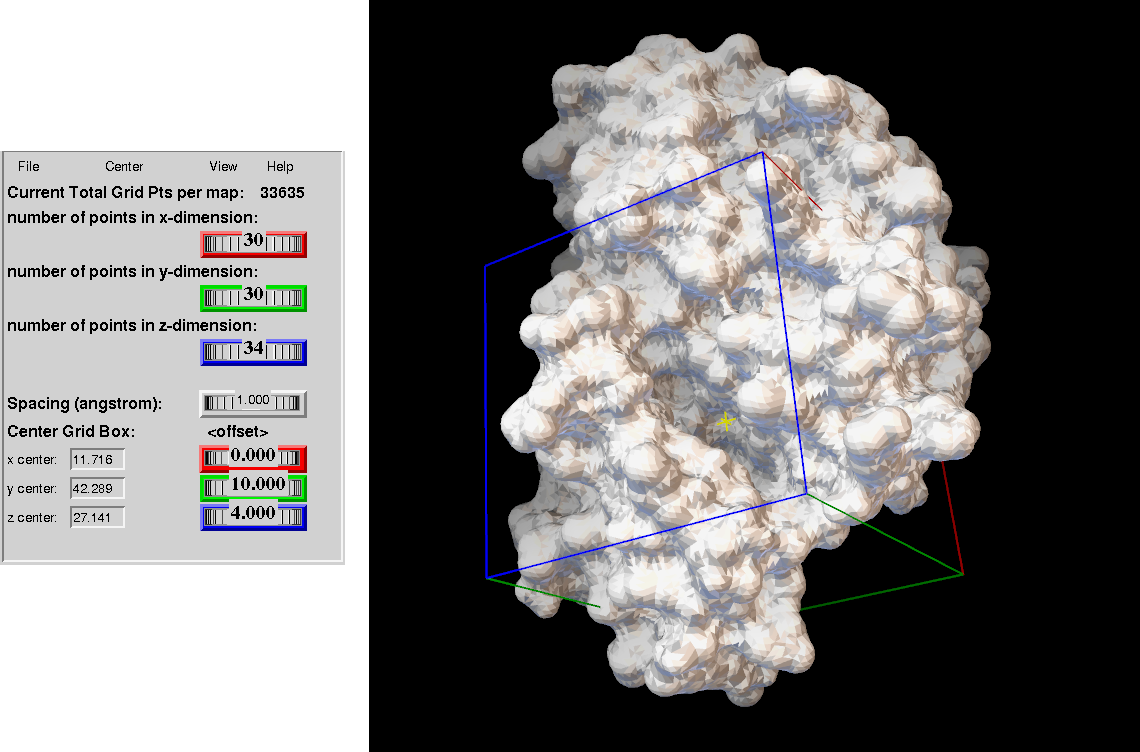 File Center View Help
Current Total Grid Pts per map: 33635
number of points in x-dimension:
30
number of points in y-dimension:
30
number of points in z-dimension:
34
Spacing (angstrom): 1.000
Center Grid Box: <offset>
x center: 11.716 0.000
y center: 42.289 10.000
z center: 27.141 4.000